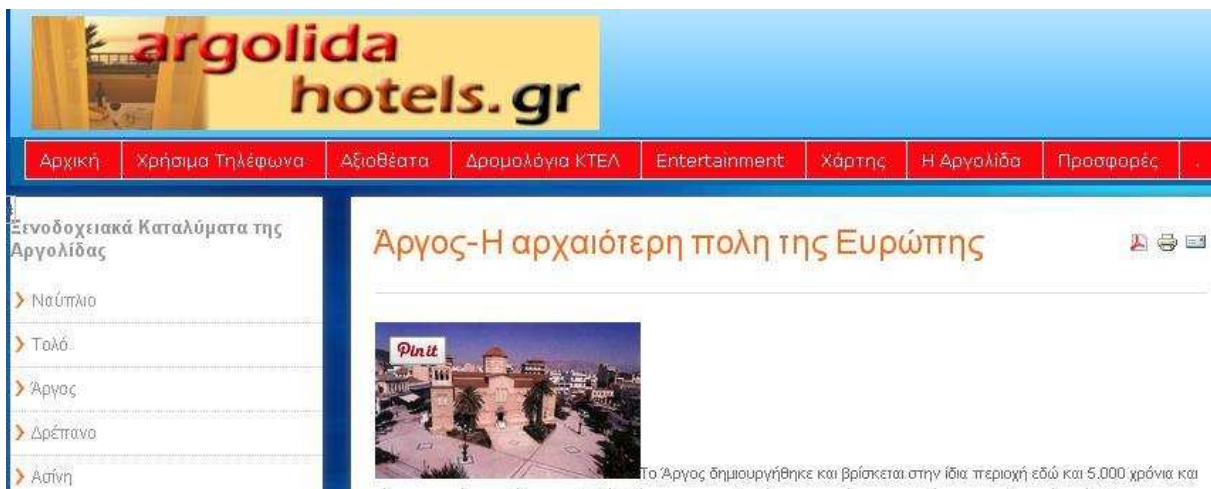 argolida
hotels.gr
Αρχική Χρήσιμα Τηλέφωνα Αξιοθέατα Δρομολόγια ΚΤΕΛ Entertainment Χάρτης Η Αργολίδα Προσφορές .
Ξενοδοχειακά Καταλύματα της
Αργολίδας
Ναύπλιο
Τολό
Άργος
Δρέπανο
Ασίνη
Άργος-Η αρχαιότερη πολη της Ευρώπης
Pin it
Το Άργος δημιουργήθηκε και βρίσκεται στην ίδια περιοχή εδώ και 5.000 χρόνια και